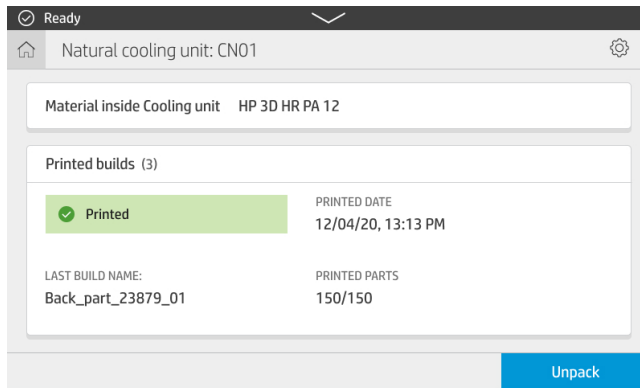 Ready
Natural cooling unit: CN01
Material inside Cooling unit HP 3D HR PA 12
Printed builds (3)
Printed
PRINTED DATE
12/04/20, 13:13 PM
LAST BUILD NAME:
Back_part_23879_01
PRINTED PARTS
150/150
Unpack